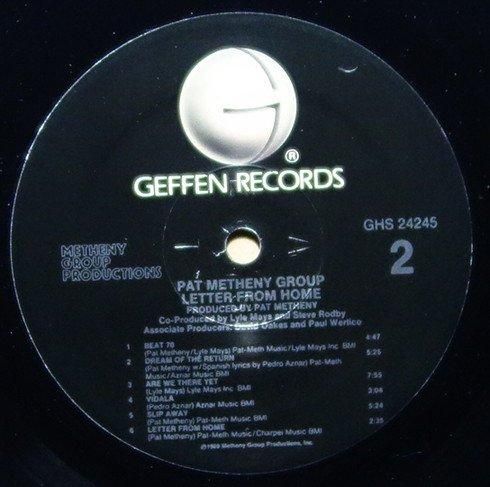 ®
GEFFEN RECORDS
GHS 24245
METHENY
GROUP
PRODUCTIONS
2
PAT METHENY GROUP
LETTER FROM HOME
PRODUCED BY PAT METHENY
Co-Produced by Lyle Mays and Steve Rodby
Associate Producers: Oakes and Paul Wertico
1 BEAT 70 4:47
(Pat Metheny/Lyle Mays) Pat-Meth Music/Lyle Mays Inc BMI
2 DREAM OF THE RETURN 5:25
(Pat Metheny w/Spanish lyrics by Pedro Aznar) Pat-Meth
Music/Aznar Music BMI
3 ARE WE THERE YET 7:55
(Lyle Mays) Lyle Mays Inc BMI
4 VIDALA 3:04
(Pedro Aznar) Aznar Music BMI
5 SLIP AWAY 5:24
(Pat Metheny) Pat-Meth Music BMI
6 LETTER FROM HOME 2:35
(Pat Metheny) Pat-Meth Music/Charpei Music BMI
©1989 Metheny Group Productions, Inc.